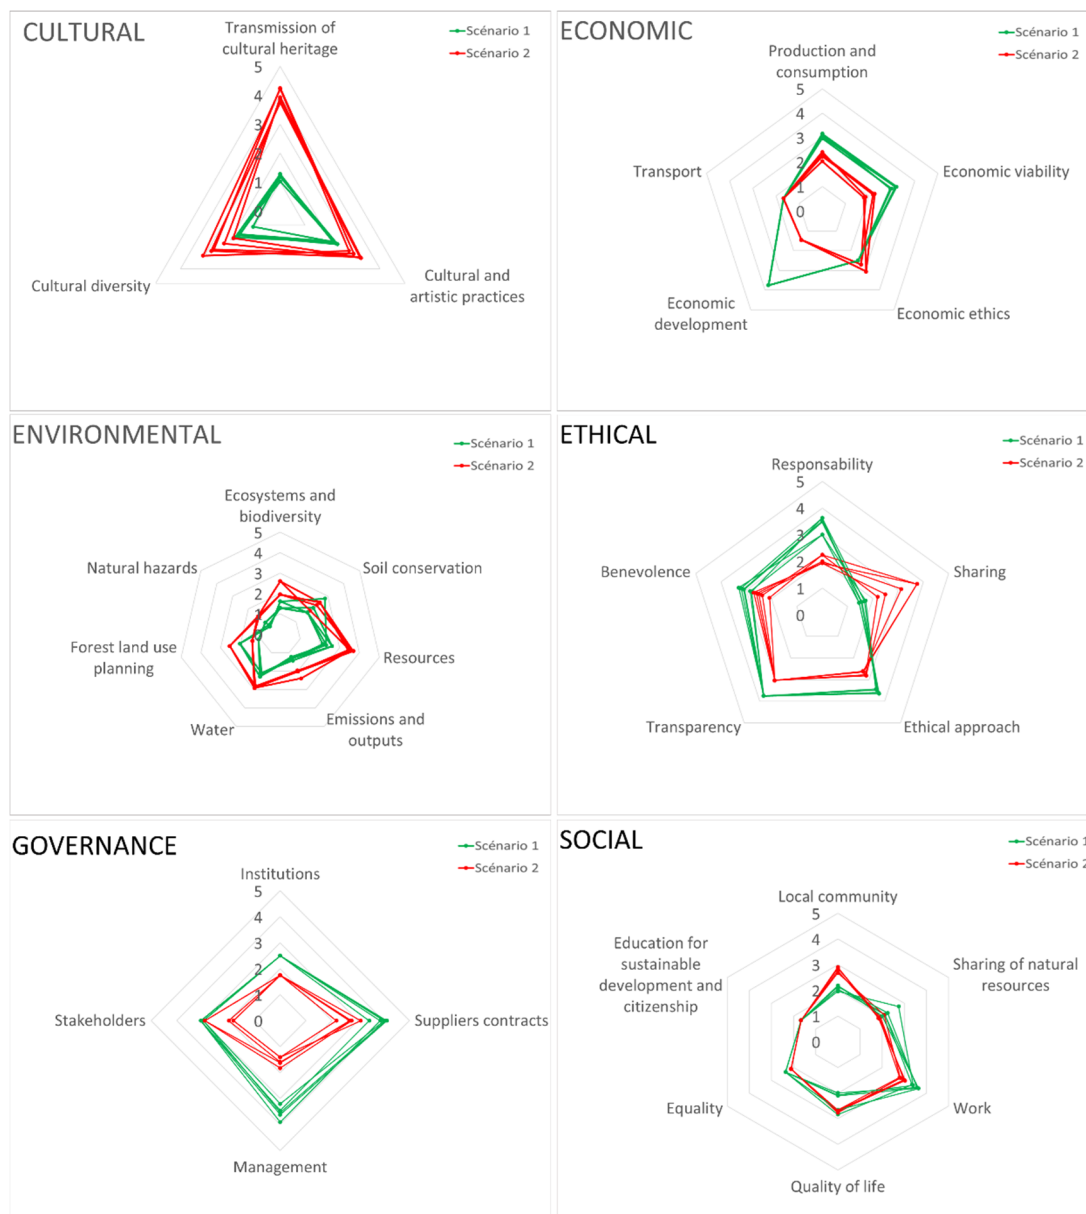 CULTURAL
Scénario 1
Scénario 2
Transmission of
cultural heritage
5
4
3
2
1
0
Cultural diversity
Cultural and
artistic practices
ECONOMIC
Scénario 1
Scénario 2
Production and
consumption
5
4
3
2
1
0
Transport
Economic viability
Economic
development
Economic ethics
ENVIRONMENTAL
Scénario 1
Scénario 2
Ecosystems and
biodiversity
5
4
3
2
1
0
Natural hazards
Soil conservation
Forest land use
planning
Resources
Water
Emissions and
outputs
ETHICAL
Scénario 1
Scénario 2
Responsability
5
4
3
2
1
0
Benevolence
Sharing
Transparency
Ethical approach
GOVERNANCE
Scénario 1
Scénario 2
Institutions
5
4
3
2
1
0
Stakeholders
Suppliers contracts
Management
SOCIAL
Scénario 1
Scénario 2
Local community
5
4
3
2
1
0
Education for
sustainable
development and
citizenship
Sharing of natural
resources
Equality
Work
Quality of life